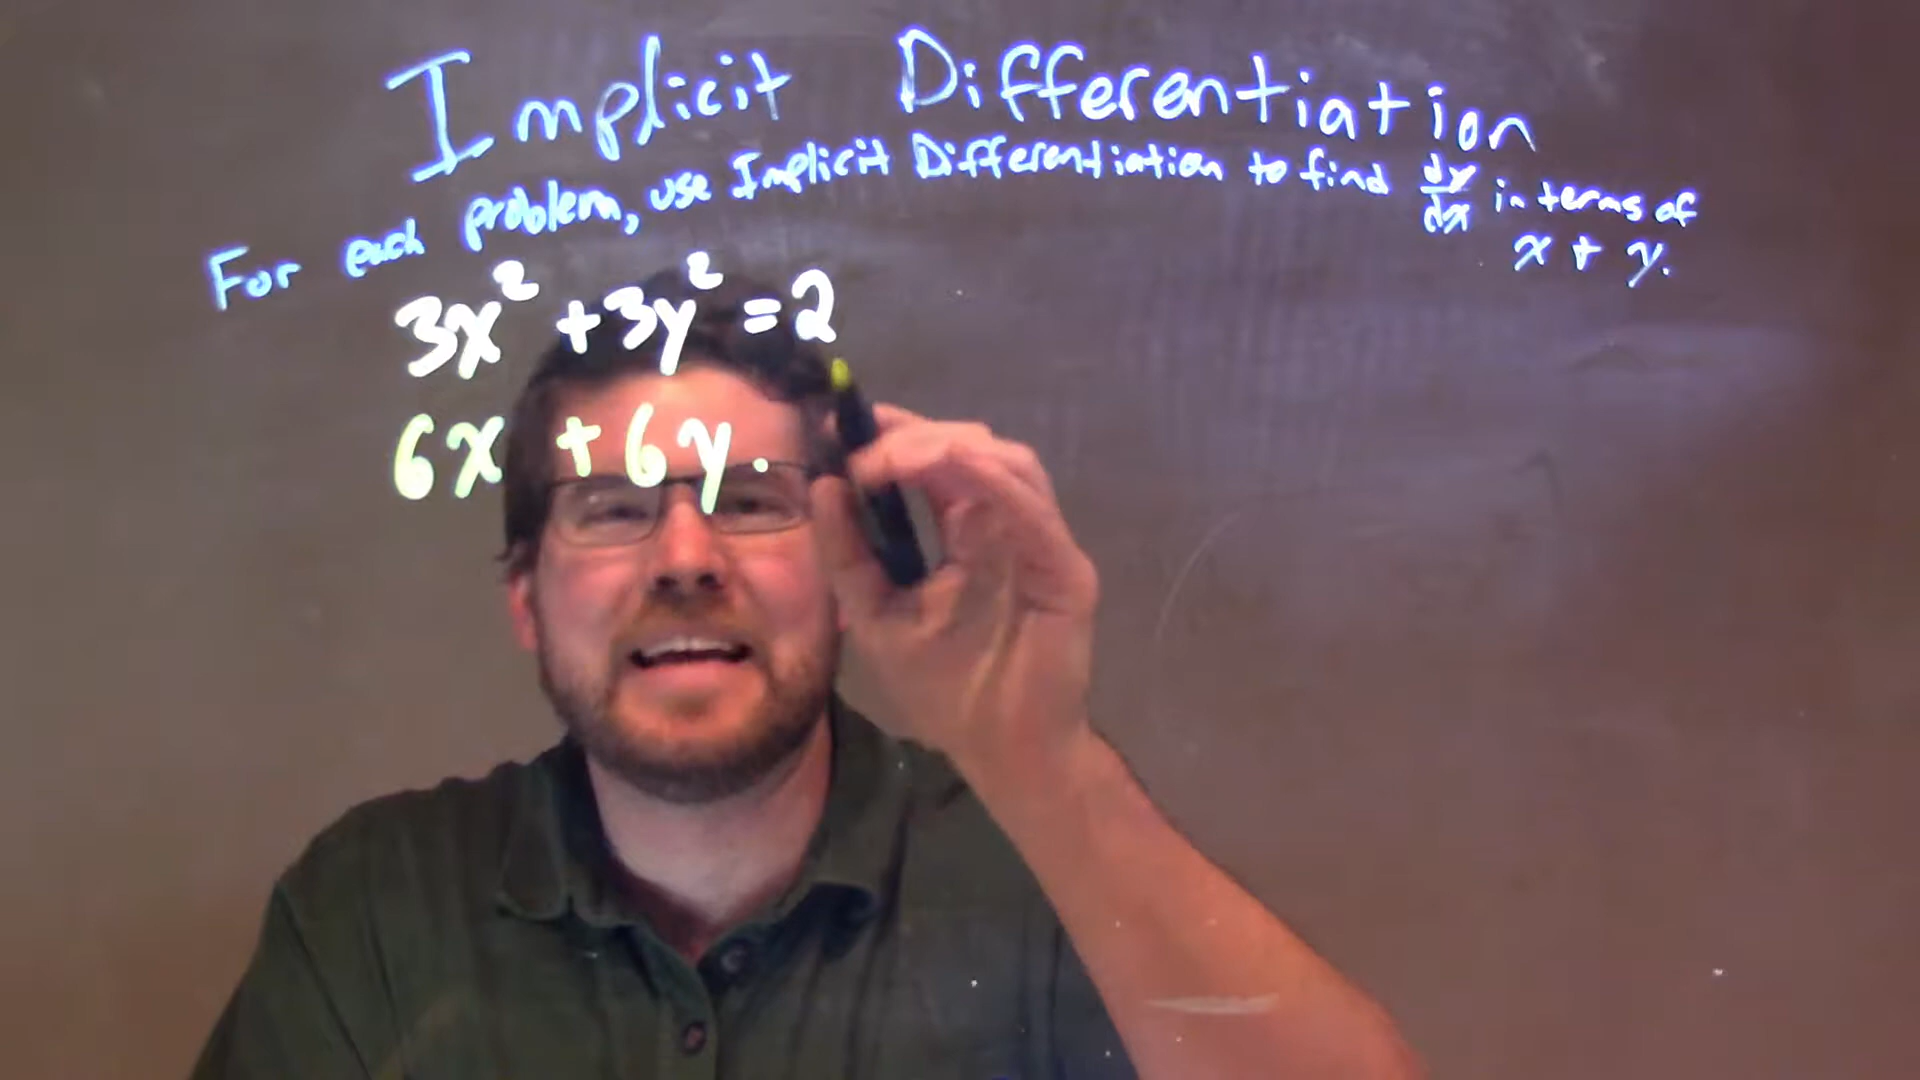 Implicit Differentiation
For each problem, use Implicit Differentiation to find dy/dx in terms of
x + y.
3x² + 3y² = 2
6x + 6y ·